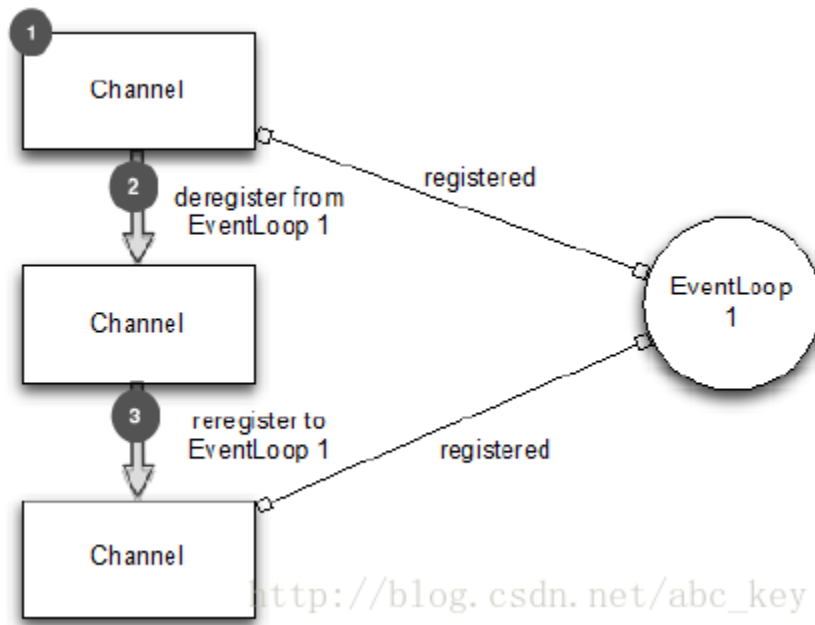 1
Channel
registered
2
deregister from
EventLoop 1
EventLoop
1
Channel
3
reregister to
EventLoop 1
registered
Channel
http://blog.csdn.net/abc_key